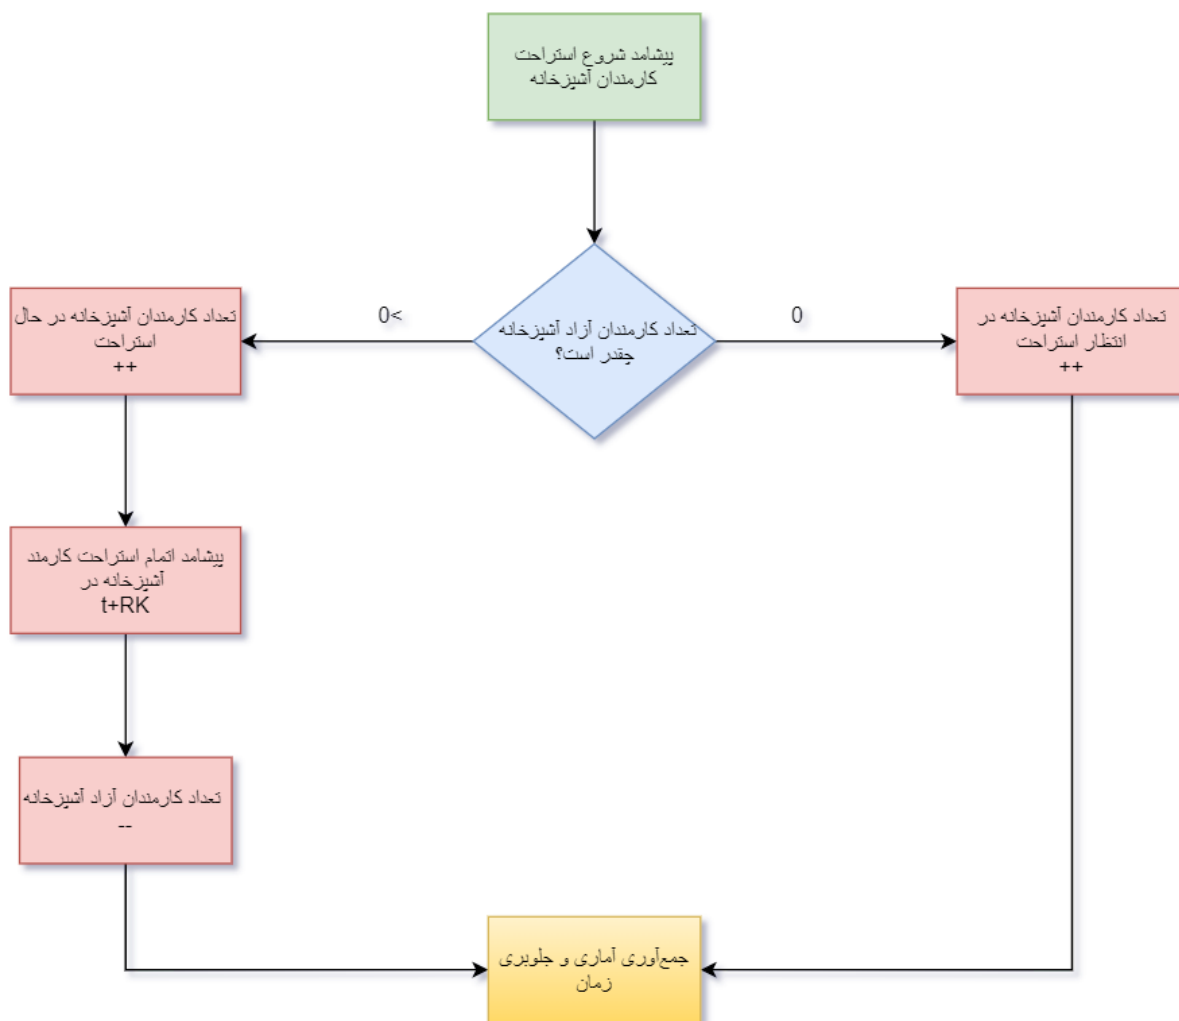 پیشامد شروع استراحت
کارمندان آشپزخانه
تعداد کارمندان آزاد آشپزخانه
چقدر است؟
0
تعداد کارمندان آشپزخانه در
انتظار استراحت
++
0<
تعداد کارمندان آشپزخانه در حال
استراحت
++
پیشامد اتمام استراحت کارمند
آشپزخانه در
t+RK
تعداد کارمندان آزاد آشپزخانه
--
جمع‌آوری آماری و جلوبری
زمان